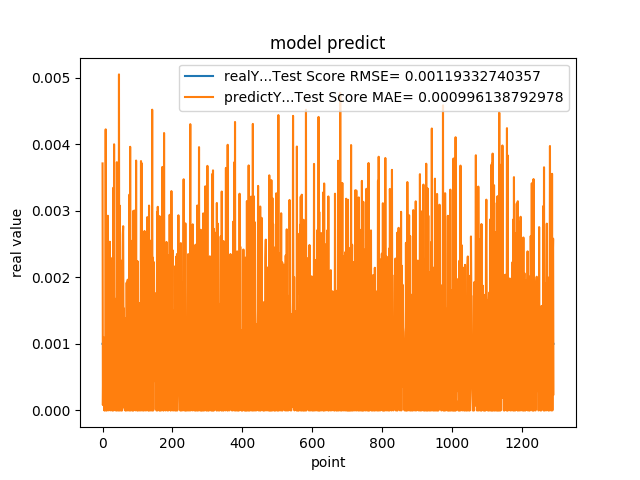 model predict
realY...Test Score RMSE= 0.00119332740357
predictY...Test Score MAE= 0.000996138792978
real value
0.005
0.004
0.003
0.002
0.001
0.000
0 200 400 600 800 1000 1200
point